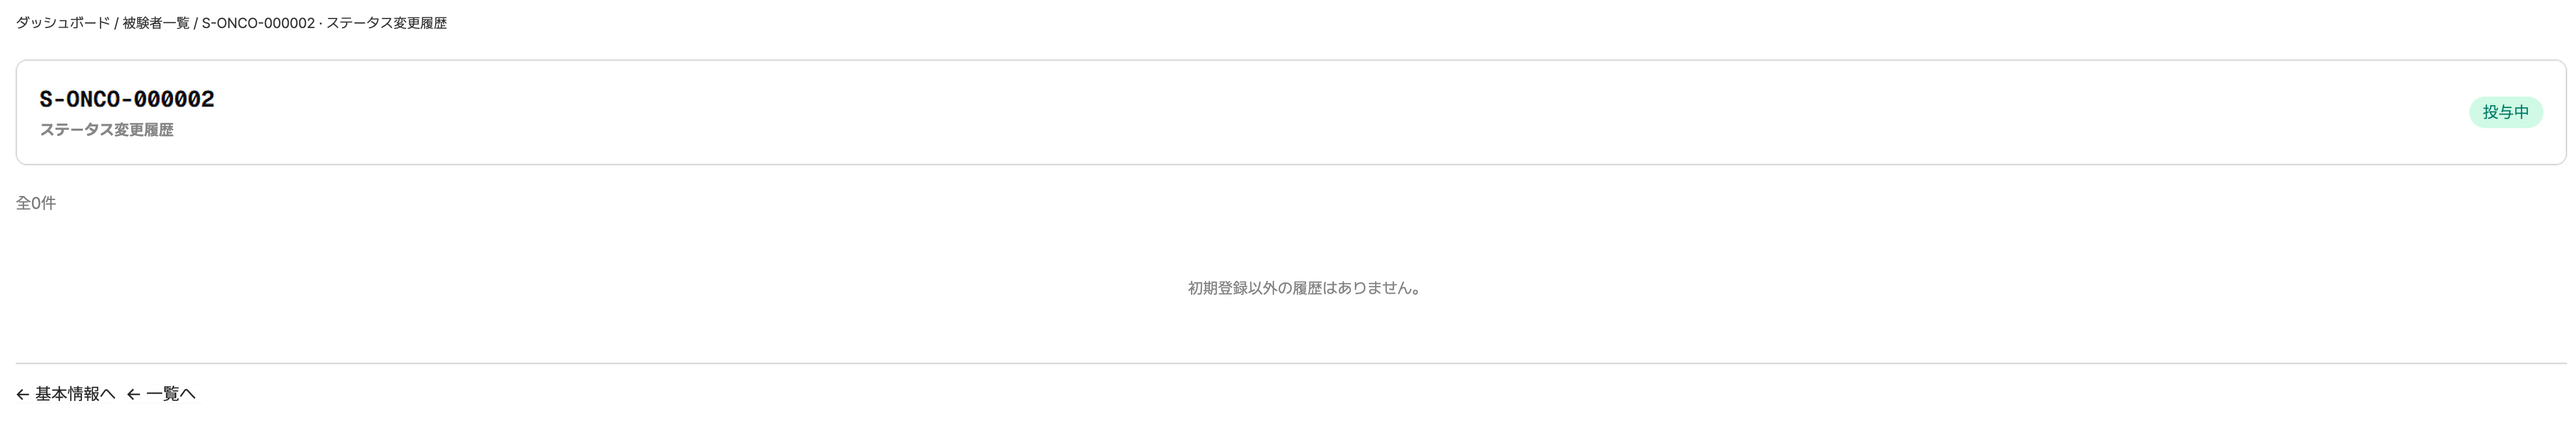 ダッシュボード / 被験者一覧 / S-ONCO-000002 · ステータス変更履歴
S-ONCO-000002
ステータス変更履歴
投与中
全0件
初期登録以外の履歴はありません。
← 基本情報へ ← 一覧へ